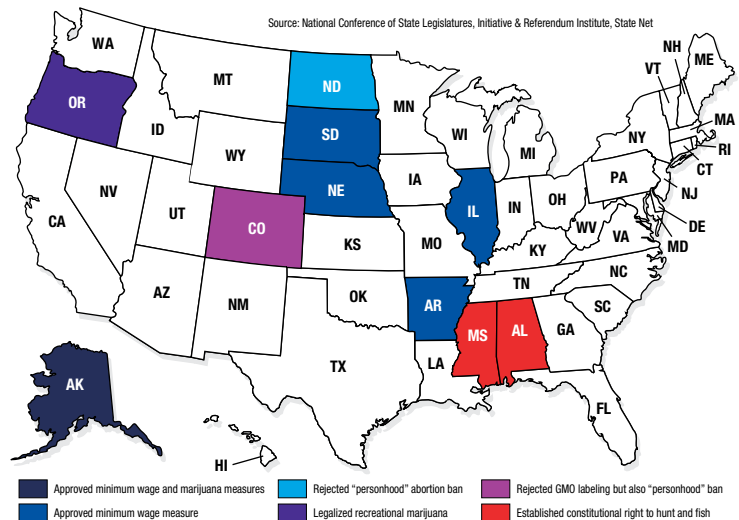 Source: National Conference of State Legislatures, Initiative & Referendum Institute, State Net
WA
NH
ME
VT
MT
ND
MN
OR
MA
ID
SD
WI
NY
RI
WY
MI
CT
IA
PA
NJ
NE
NV
IL
IN
OH
DE
UT
CO
WV
VA
MD
CA
KS
MO
KY
NC
TN
AZ
NM
OK
AR
SC
MS
AL
GA
TX
LA
AK
FL
HI
Approved minimum wage and marijuana measures
Rejected “personhood” abortion ban
Rejected GMO labeling but also “personhood” ban
Approved minimum wage measure
Legalized recreational marijuana
Established constitutional right to hunt and fish